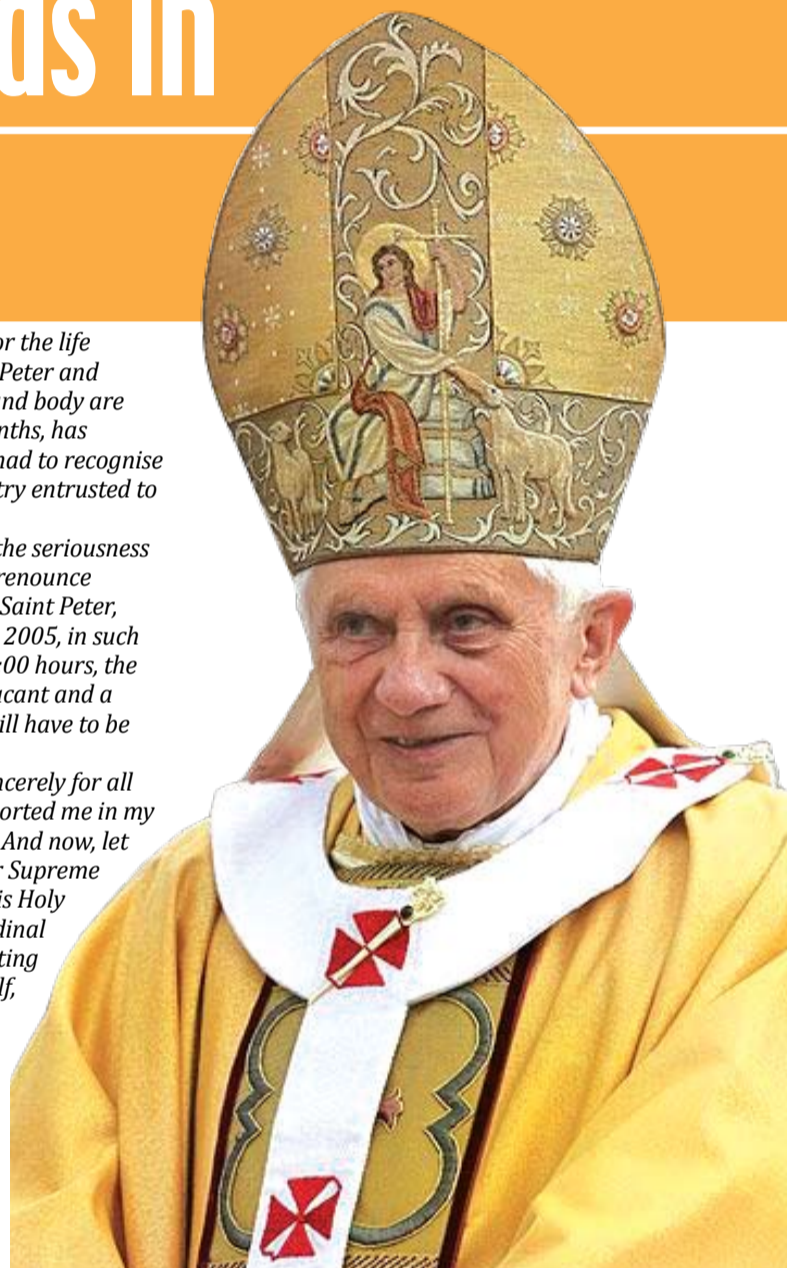 ds in
or the life
Peter and
nd body are
nths, has
had to recognise
try entrusted to
the seriousness
renounce
Saint Peter,
2005, in such
:00 hours, the
cant and a
ill have to be
ncerely for all
orted me in my
And now, let
r Supreme
is Holy
dinal
ting
lf,